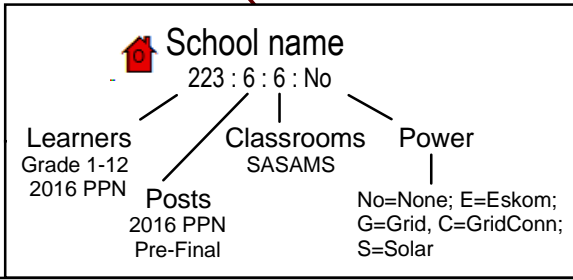 O
School name
223 : 6 : 6 : No
Learners
Grade 1-12
2016 PPN
Posts
2016 PPN
Pre-Final
Classrooms
SASAMS
Power
No=None; E=Eskom;
G=Grid, C=GridConn;
S=Solar